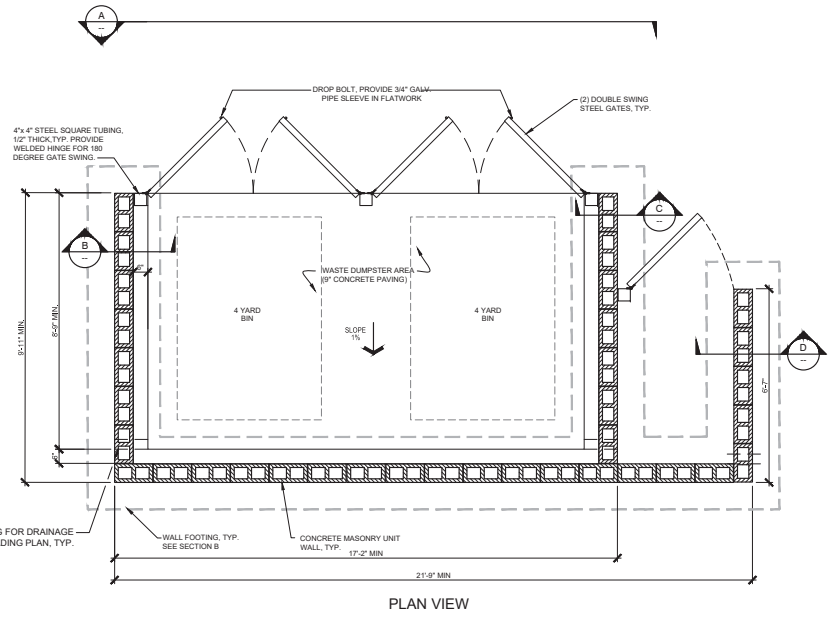 A
--
DROP BOLT, PROVIDE 3/4" GALV.
PIPE SLEEVE IN FLATWORK
(2) DOUBLE SWING
STEEL GATES, TYP.
4"x 4" STEEL SQUARE TUBING,
1/2" THICK,TYP. PROVIDE
WELDED HINGE FOR 180
DEGREE GATE SWING.
C
--
B
--
6"
WASTE DUMPSTER AREA
(9" CONCRETE PAVING)
4 YARD
BIN
4 YARD
BIN
SLOPE
1%
9'-11" MIN.
8'-9" MIN.
D
--
6'-7"
6"
S FOR DRAINAGE
DING PLAN, TYP.
WALL FOOTING, TYP.
SEE SECTION B
CONCRETE MASONRY UNIT
WALL, TYP.
17'-2" MIN
21'-9" MIN
PLAN VIEW